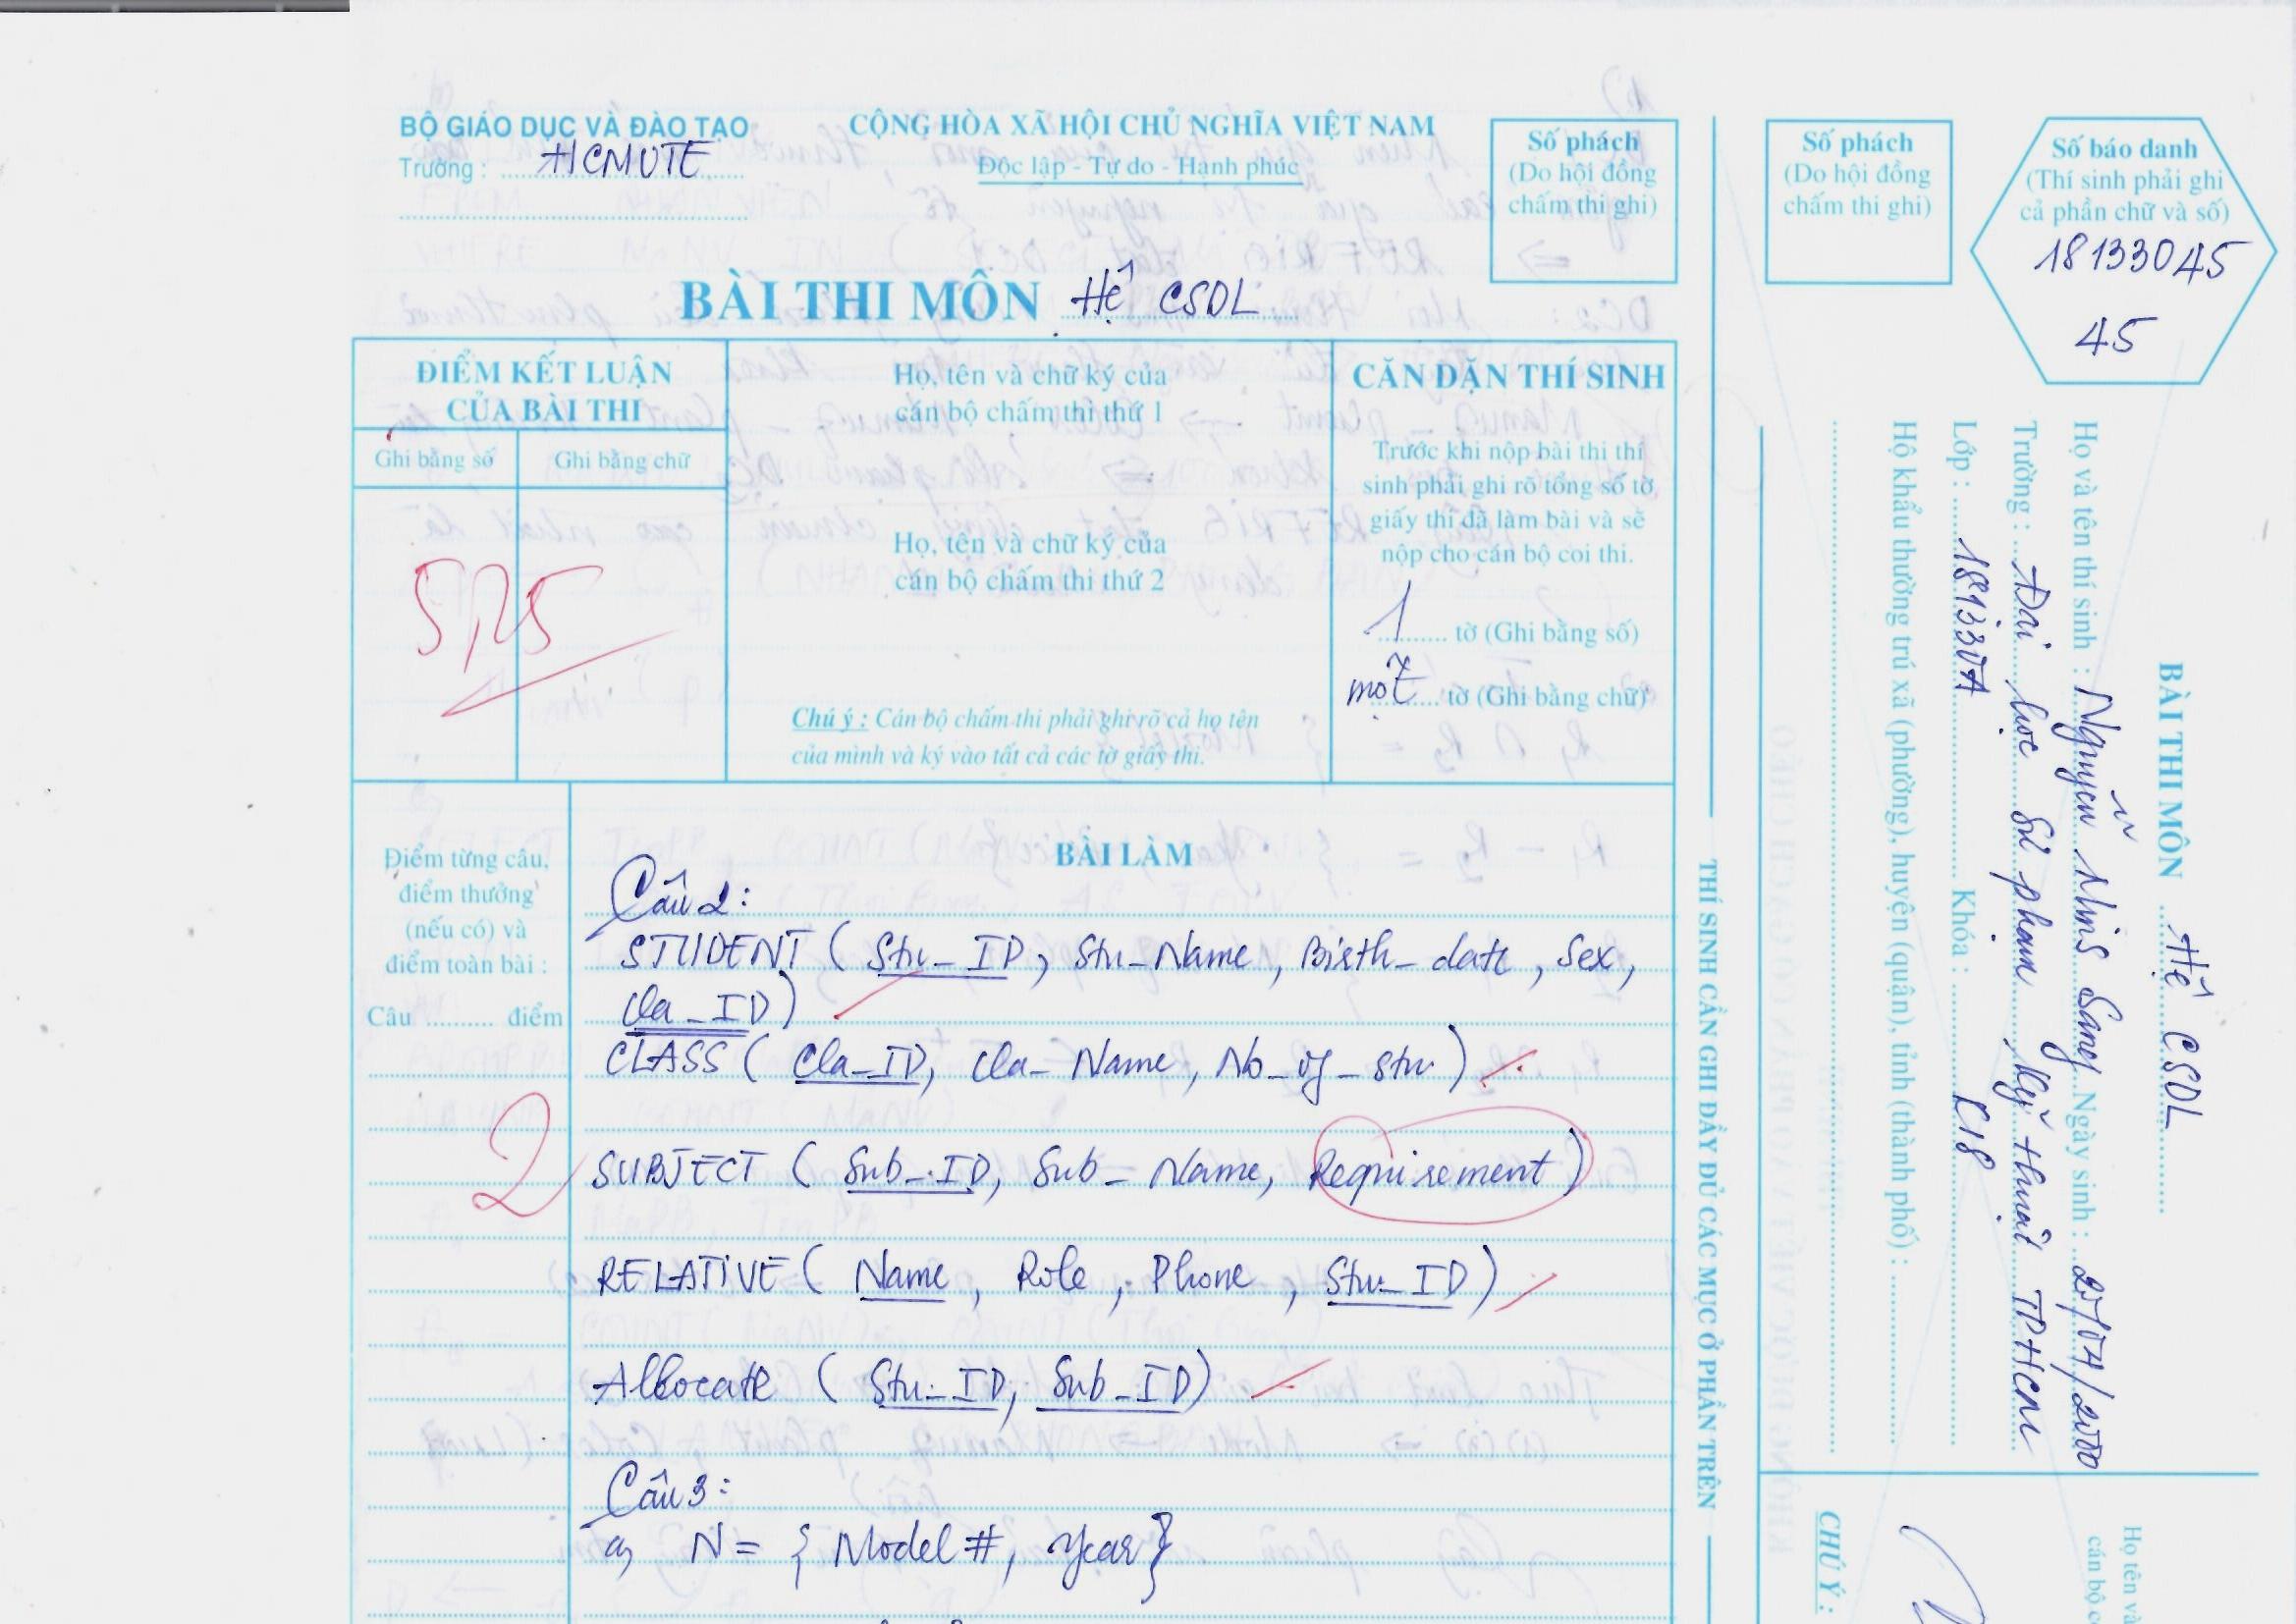 BỘ GIÁO DỤC VÀ ĐÀO TẠO
Trường : HCMUTE
CỘNG HÒA XÃ HỘI CHỦ NGHĨA VIỆT NAM
Độc lập - Tự do - Hạnh phúc
Số phách
(Do hội đồng
chấm thi ghi)
Số phách
(Do hội đồng
chấm thi ghi)
Số báo danh
(Thí sinh phải ghi
cả phần chữ và số)
18133045
45
BÀI THI MÔN Hệ CSDL
ĐIỂM KẾT LUẬN
CỦA BÀI THI
Ghi bằng số
Ghi bằng chữ
Họ, tên và chữ ký của
cán bộ chấm thi thứ 1
Họ, tên và chữ ký của
cán bộ chấm thi thứ 2
Chú ý : Cán bộ chấm thi phải ghi rõ cả họ tên
của mình và ký vào tất cả các tờ giấy thi.
CĂN DẶN THÍ SINH
Trước khi nộp bài thi thí
sinh phải ghi rõ tổng số tờ
giấy thi đã làm bài và sẽ
nộp cho cán bộ coi thi.
1 tờ (Ghi bằng số)
một tờ (Ghi bằng chữ)
Điểm từng câu,
điểm thưởng
(nếu có) và
điểm toàn bài :
Câu .......... điểm
2
BÀI LÀM
Câu 2:
STUDENT ( Stu_ID, Stu_Name, Birth_date, Sex,
Cla_ID)
CLASS ( Cla_ID, Cla_Name, No_of_stu )
SUBJECT ( Sub_ID, Sub_Name, Requirement)
RELATIVE ( Name, Role, Phone, Stu_ID)
Allocate ( Stu_ID, Sub_ID)
Câu 3:
a, N = { Model #, Year}
THÍ SINH CẦN GHI ĐẦY ĐỦ CÁC MỤC Ở PHẦN TRÊN
BÀI THI MÔN Hệ CSDL
Họ và tên thí sinh : Nguyễn Như Sang Ngày sinh :
Trường : Đại học Sư phạm Kỹ thuật TPHCM
Lớp : 181330A Khóa : K18
Hộ khẩu thường trú xã (phường), huyện (quận), tỉnh (thành phố) :
Họ tên và
cán bộ
CHÚ Ý :